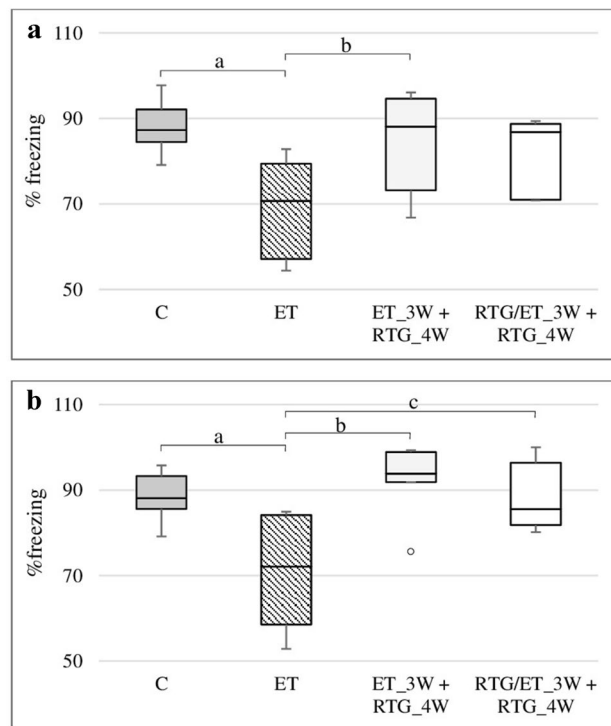 a
110
a
b
90
% freezing
70
50
C
ET
ET_3W +
RTG_4W
RTG/ET_3W +
RTG_4W
b
110
c
a
b
90
%freezing
70
50
C
ET
ET_3W +
RTG_4W
RTG/ET_3W +
RTG_4W